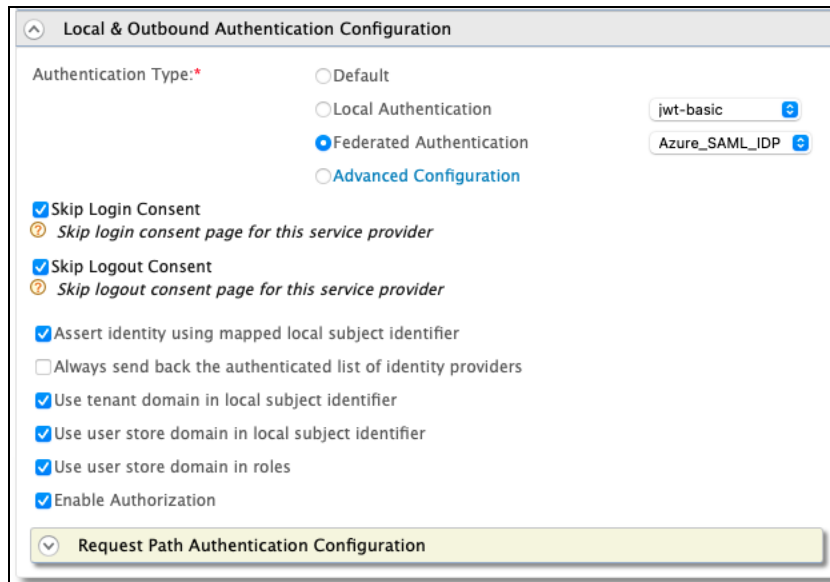 Local & Outbound Authentication Configuration
Authentication Type:*
Default
Local Authentication
jwt-basic
Federated Authentication
Azure_SAML_IDP
Advanced Configuration
Skip Login Consent
Skip login consent page for this service provider
Skip Logout Consent
Skip logout consent page for this service provider
Assert identity using mapped local subject identifier
Always send back the authenticated list of identity providers
Use tenant domain in local subject identifier
Use user store domain in local subject identifier
Use user store domain in roles
Enable Authorization
Request Path Authentication Configuration